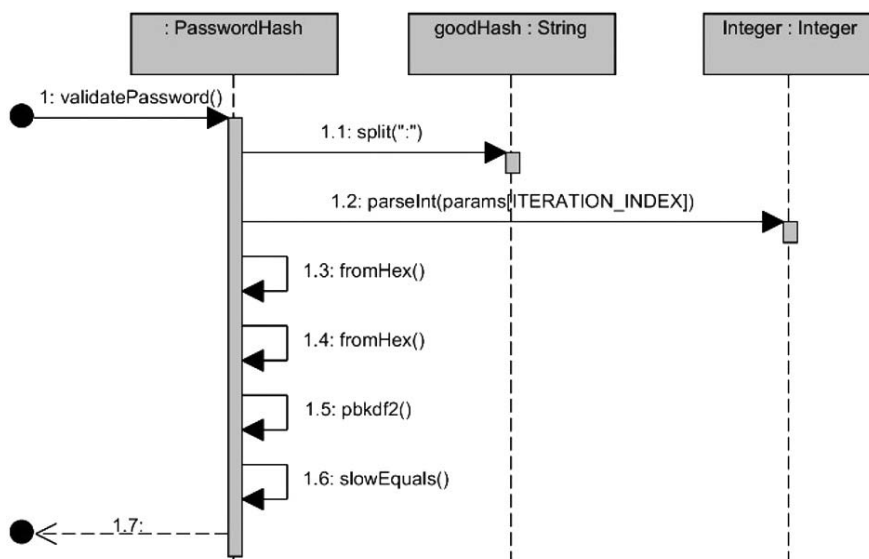 : PasswordHash
goodHash : String
Integer : Integer
1: validatePassword()
1.1: split(":")
1.2: parseInt(params[ITERATION_INDEX])
1.3: fromHex()
1.4: fromHex()
1.5: pbkdf2()
1.6: slowEquals()
1.7: